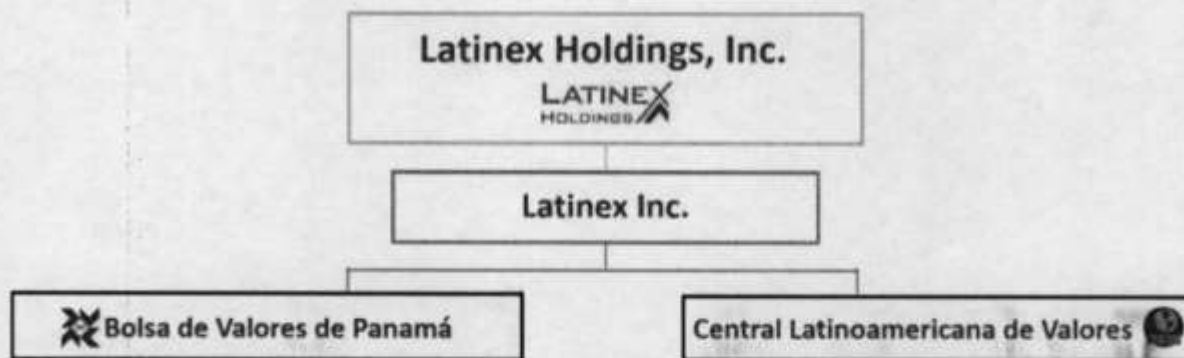 Latinex Holdings, Inc.
LATINEX
HOLDINGS
Latinex Inc.
Bolsa de Valores de Panamá
Central Latinoamericana de Valores